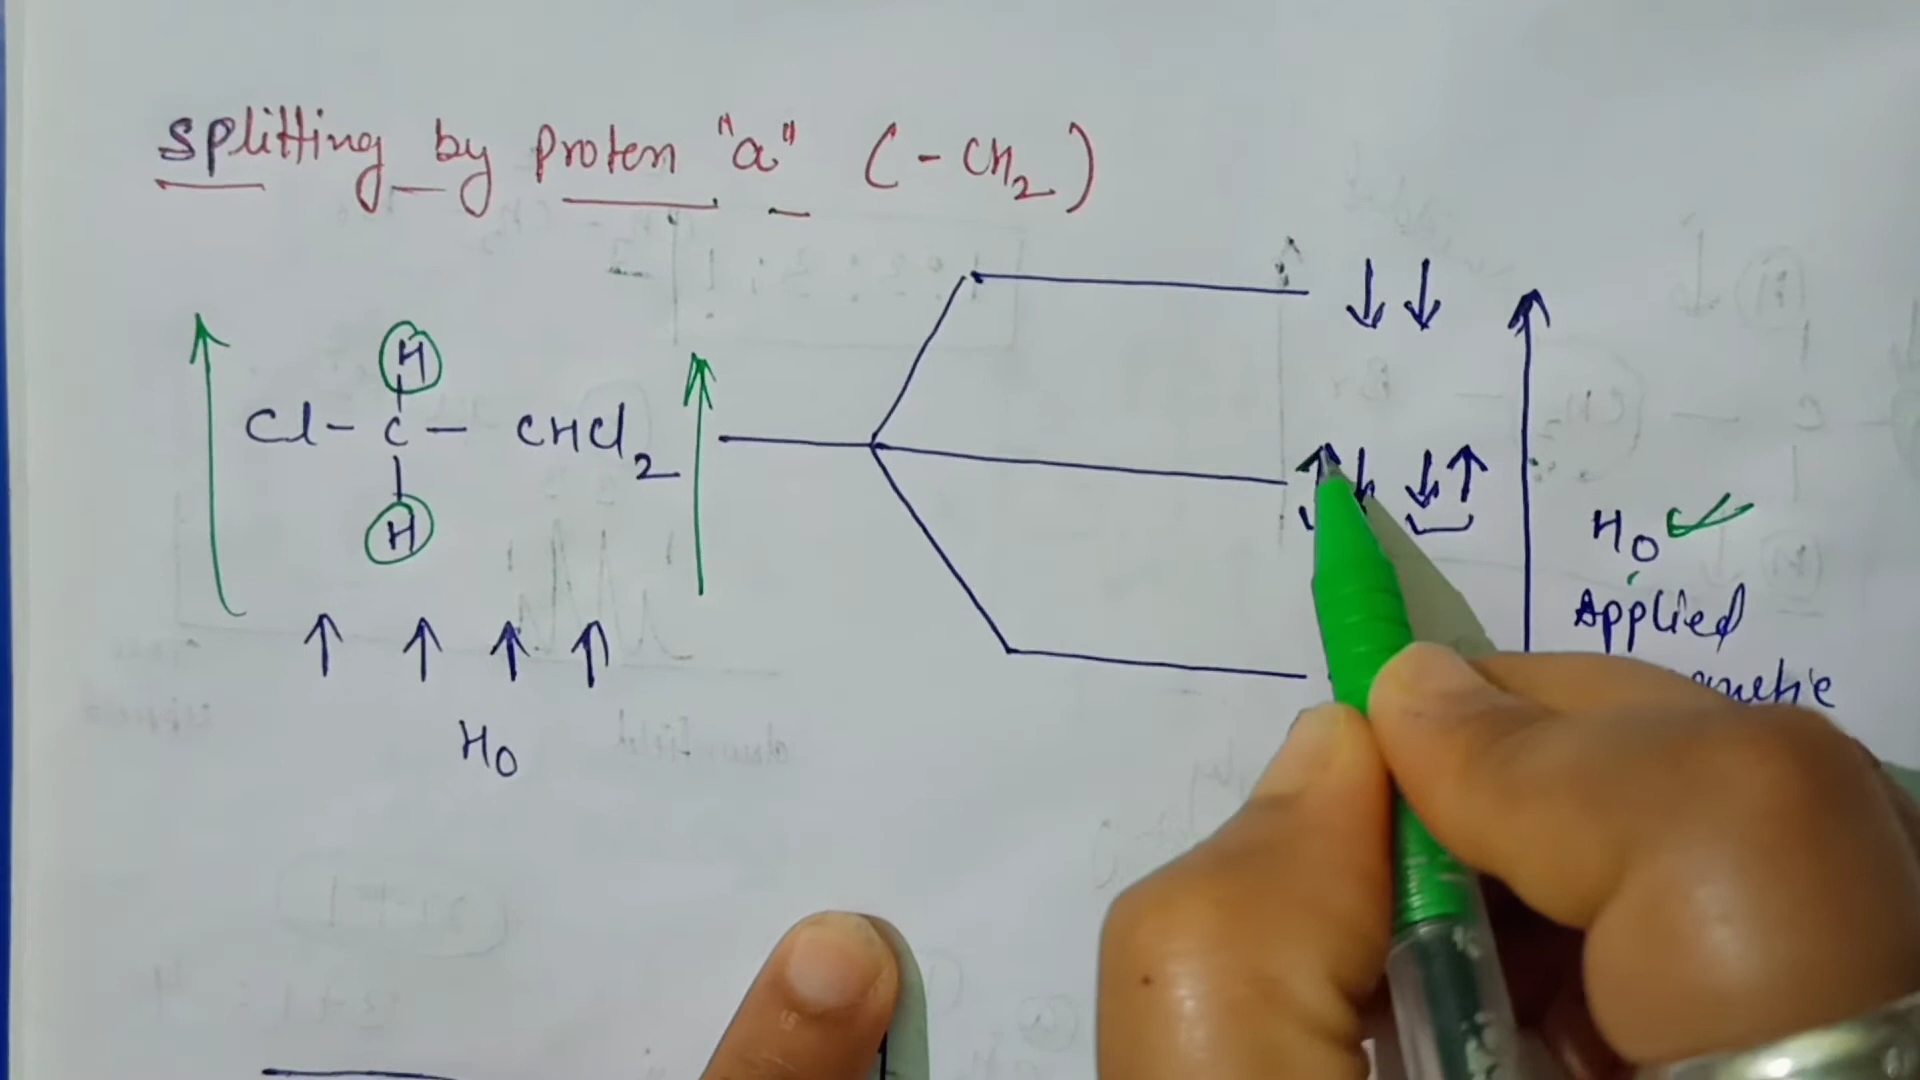 Splitting by Proton "a" (-CH2)
H
Cl-C-CHCl2
H
H0
↓↓
↑↓ ↓↑
H0
Applied